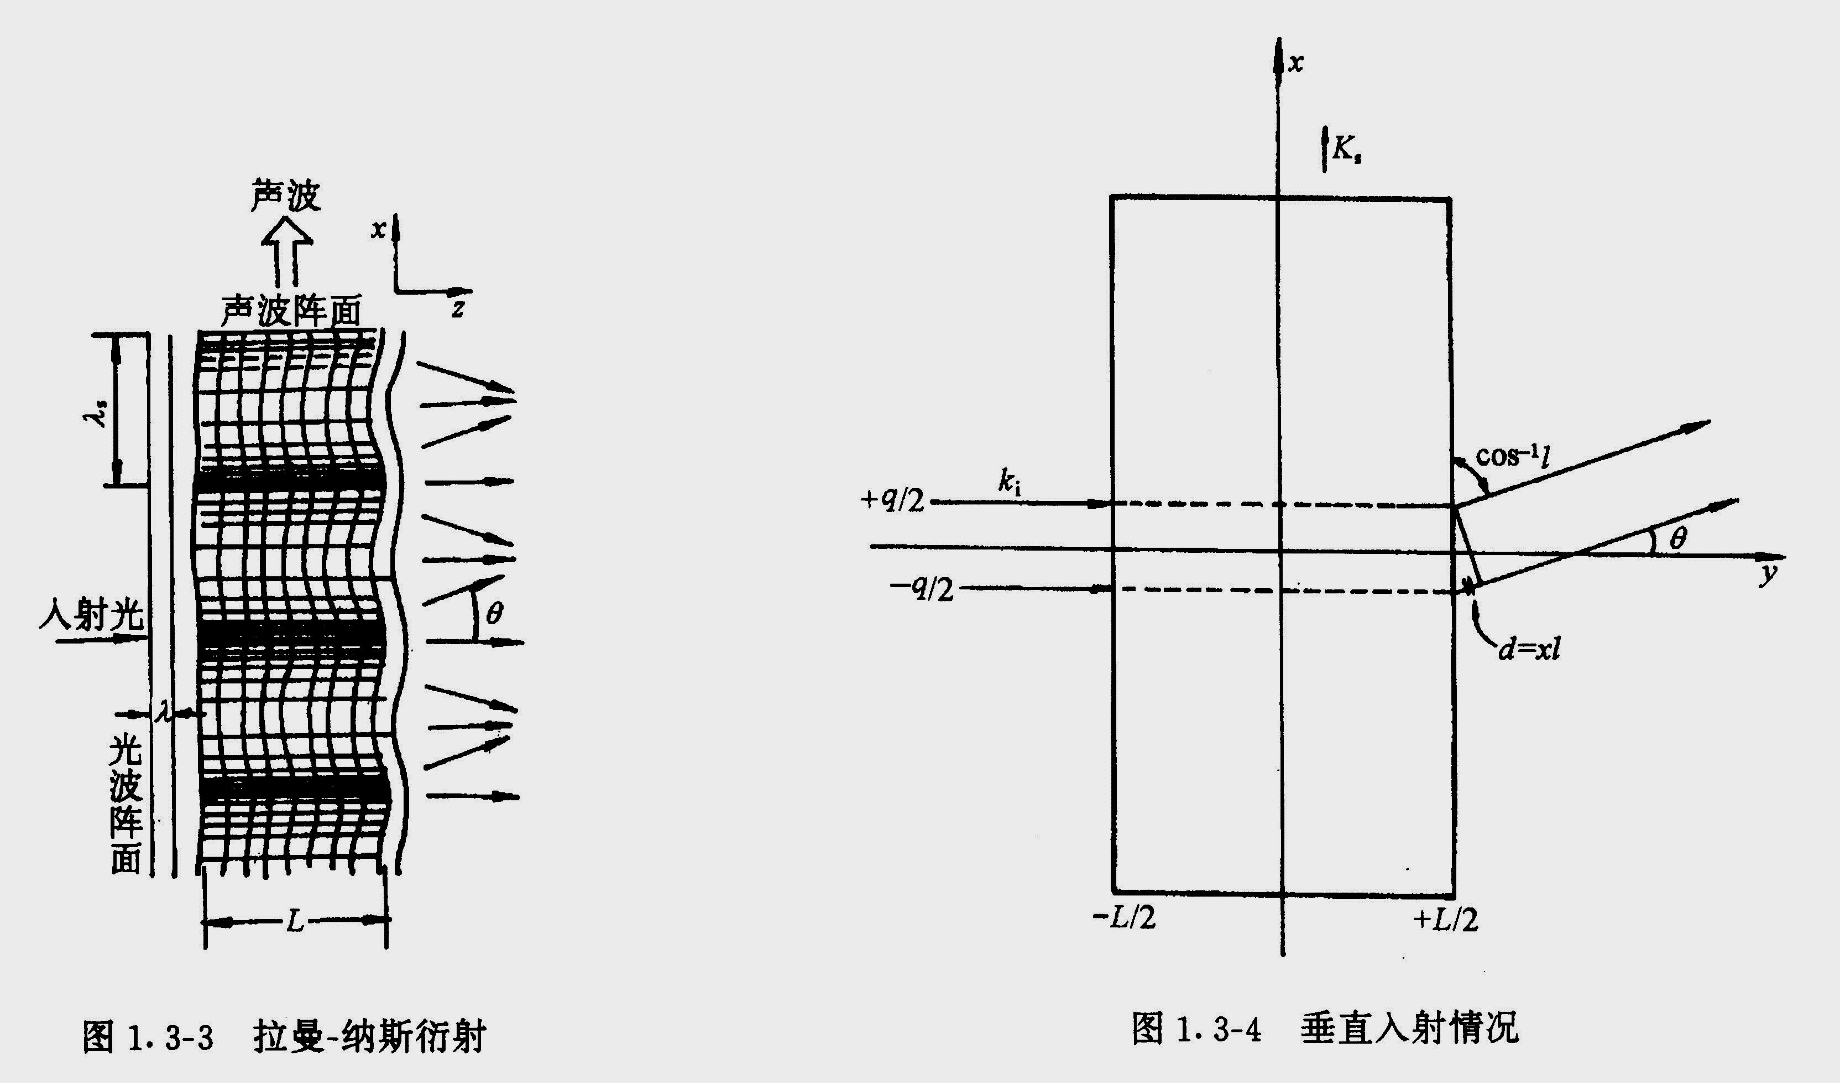 声波
x
z
声波阵面
λs
入射光
θ
λ
光波阵面
L
图 1.3-3 拉曼-纳斯衍射
x
Ks
cos⁻¹l
+q/2
ki
θ
y
-q/2
d=xl
-L/2
+L/2
图 1.3-4 垂直入射情况